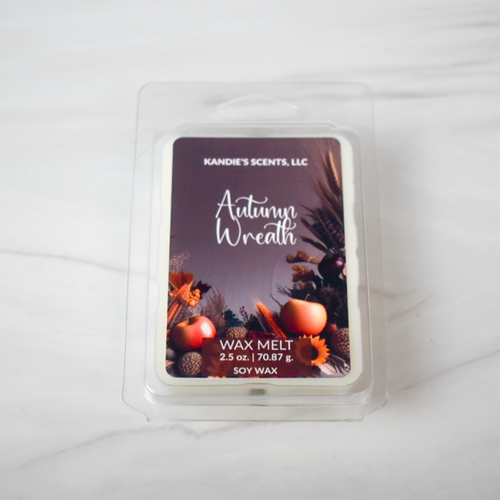 KANDIE'S SCENTS, LLC
Autumn
Wreath
WAX MELT
2.5 oz. | 70.87 g.
SOY WAX